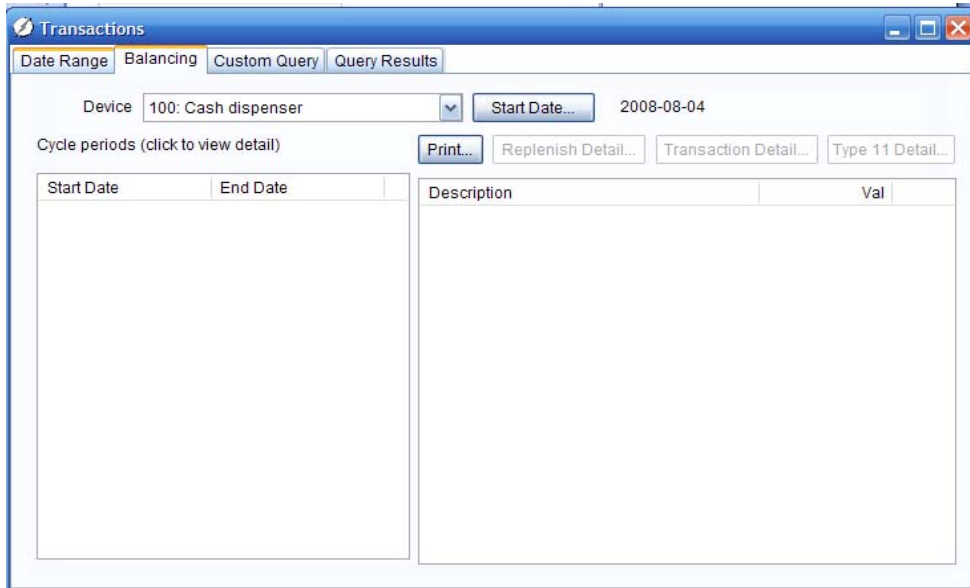 Transactions
Date Range Balancing Custom Query Query Results
Device 100: Cash dispenser Start Date... 2008-08-04
Cycle periods (click to view detail) Print... Replenish Detail... Transaction Detail... Type 11 Detail...
Start Date End Date Description Val